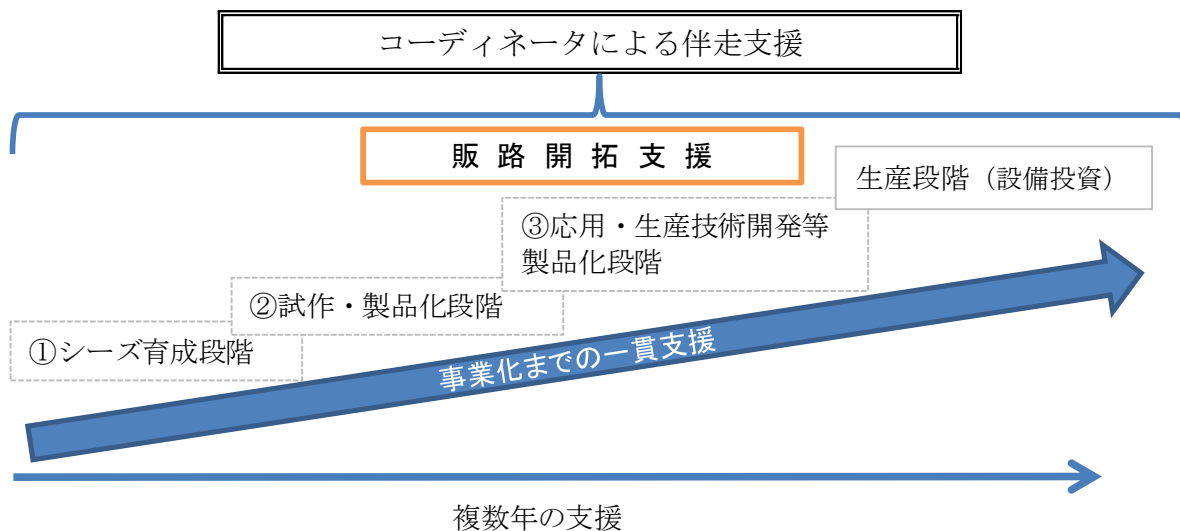 コーディネータによる伴走支援
販路開拓支援
生産段階（設備投資）
③応用・生産技術開発等
製品化段階
②試作・製品化段階
①シーズ育成段階
事業化までの一貫支援
複数年の支援